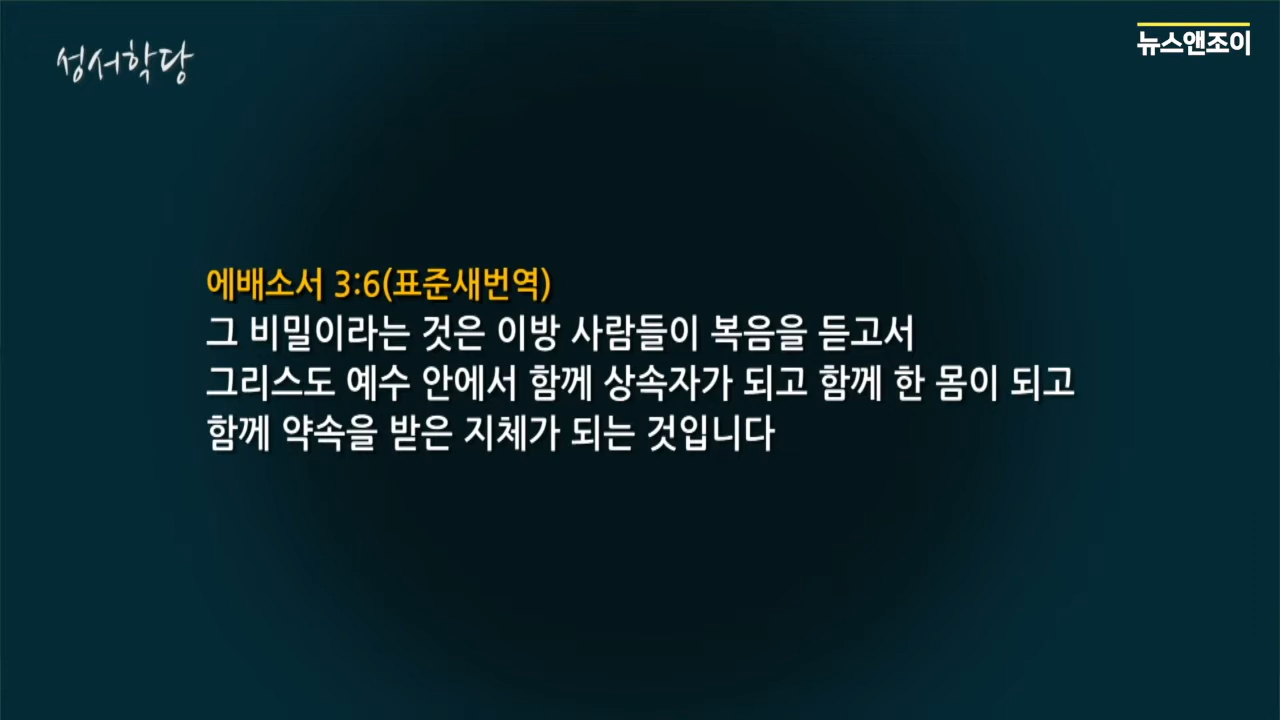 성서학당
뉴스앤조이
에배소서 3:6(표준새번역)
그 비밀이라는 것은 이방 사람들이 복음을 듣고서
그리스도 예수 안에서 함께 상속자가 되고 함께 한 몸이 되고
함께 약속을 받은 지체가 되는 것입니다